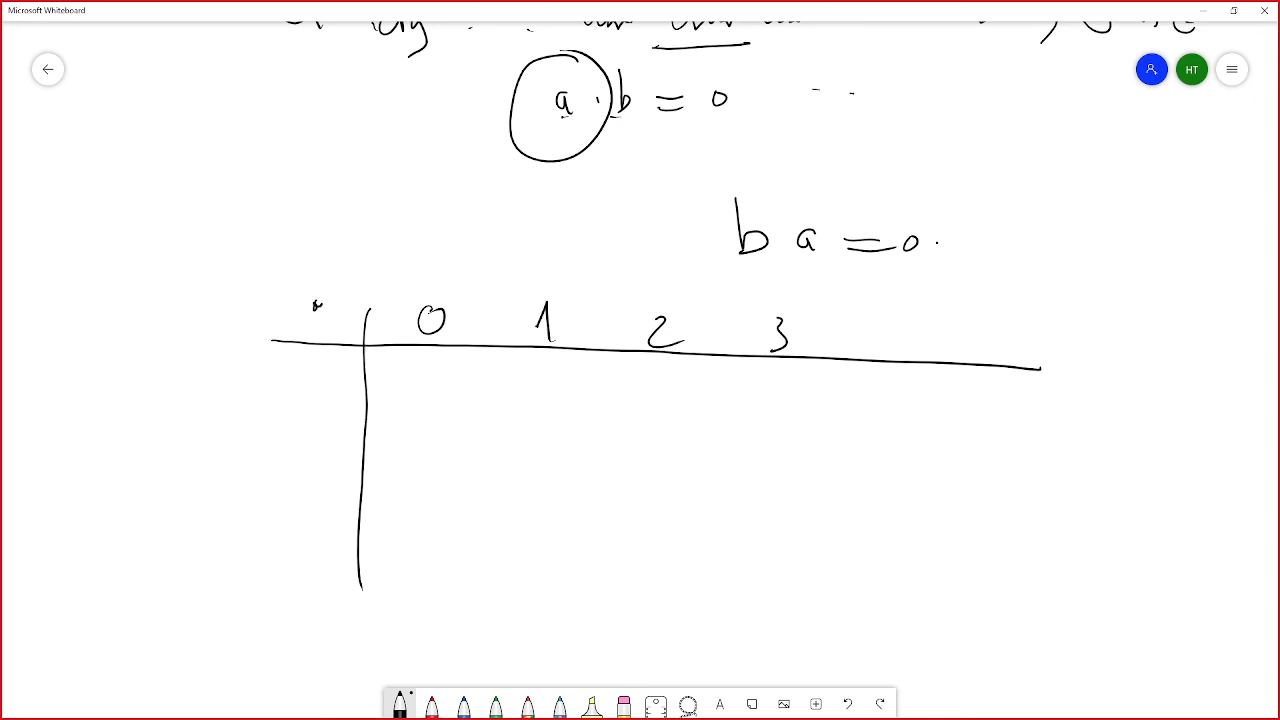 Microsoft Whiteboard
a · b = 0
HT
b a = 0.
* 0 1 2 3
A